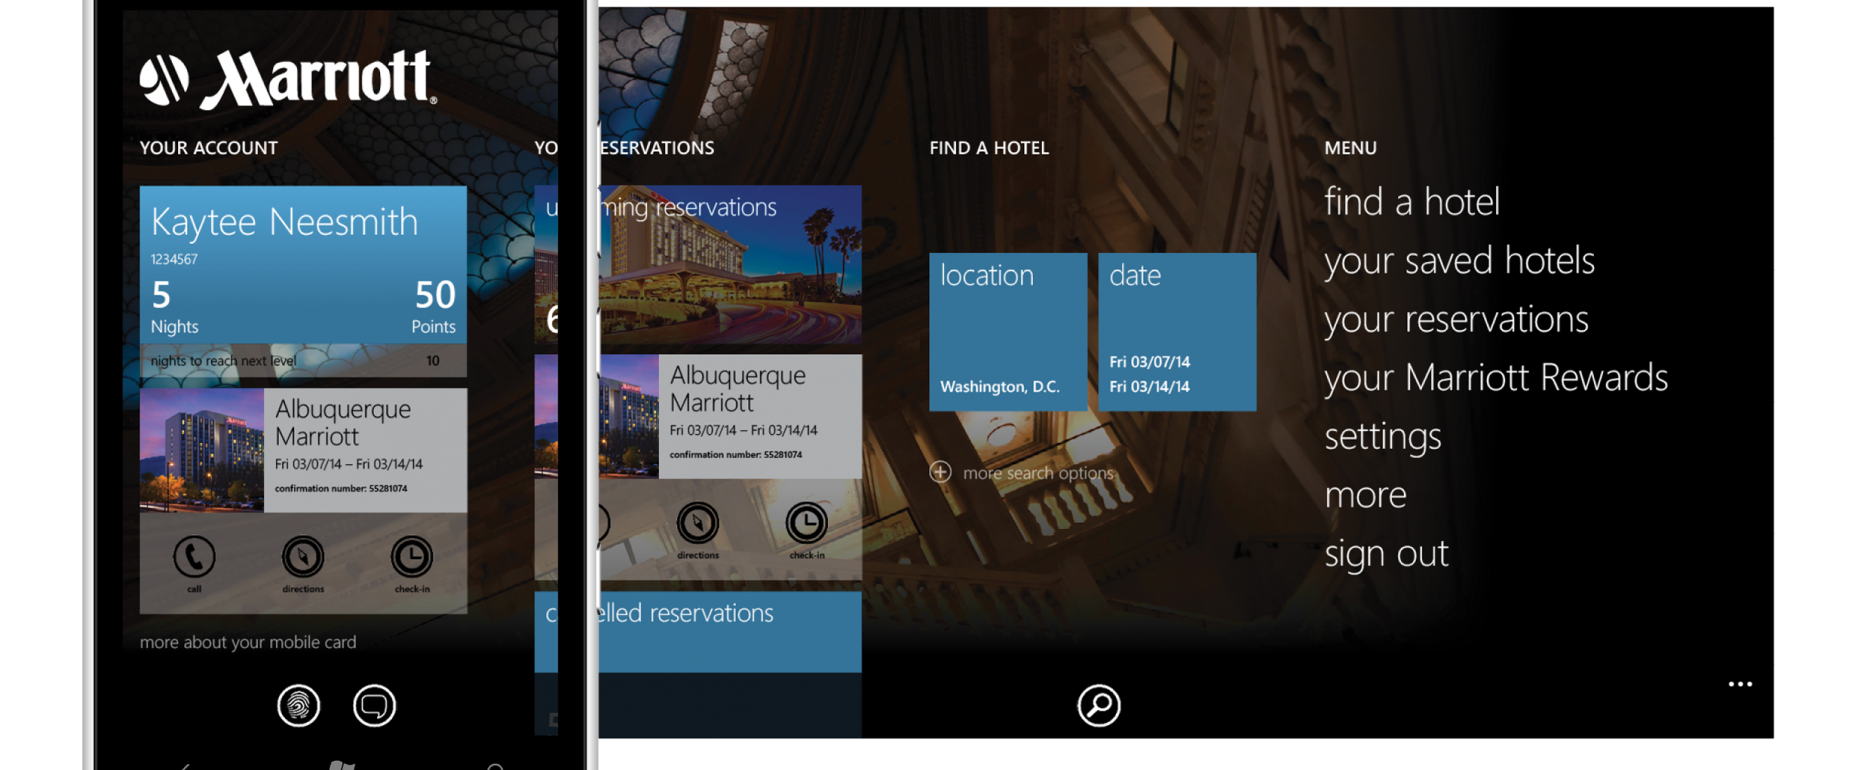 Marriott
YOUR ACCOUNT
Kaytee Neesmith
1234567
5
50
Nights
Points
nights to reach next level
10
Albuquerque
Marriott
Fri 03/07/14 – Fri 03/14/14
confirmation number: 55281074
call
directions
check-in
more about your mobile card
YO
ESERVATIONS
u
ming reservations
6
Albuquerque
Marriott
Fri 03/07/14 – Fri 03/14/14
confirmation number: 55281074
directions
check-in
c
elled reservations
FIND A HOTEL
location
Washington, D.C.
date
Fri 03/07/14
Fri 03/14/14
more search options
MENU
find a hotel
your saved hotels
your reservations
your Marriott Rewards
settings
more
sign out